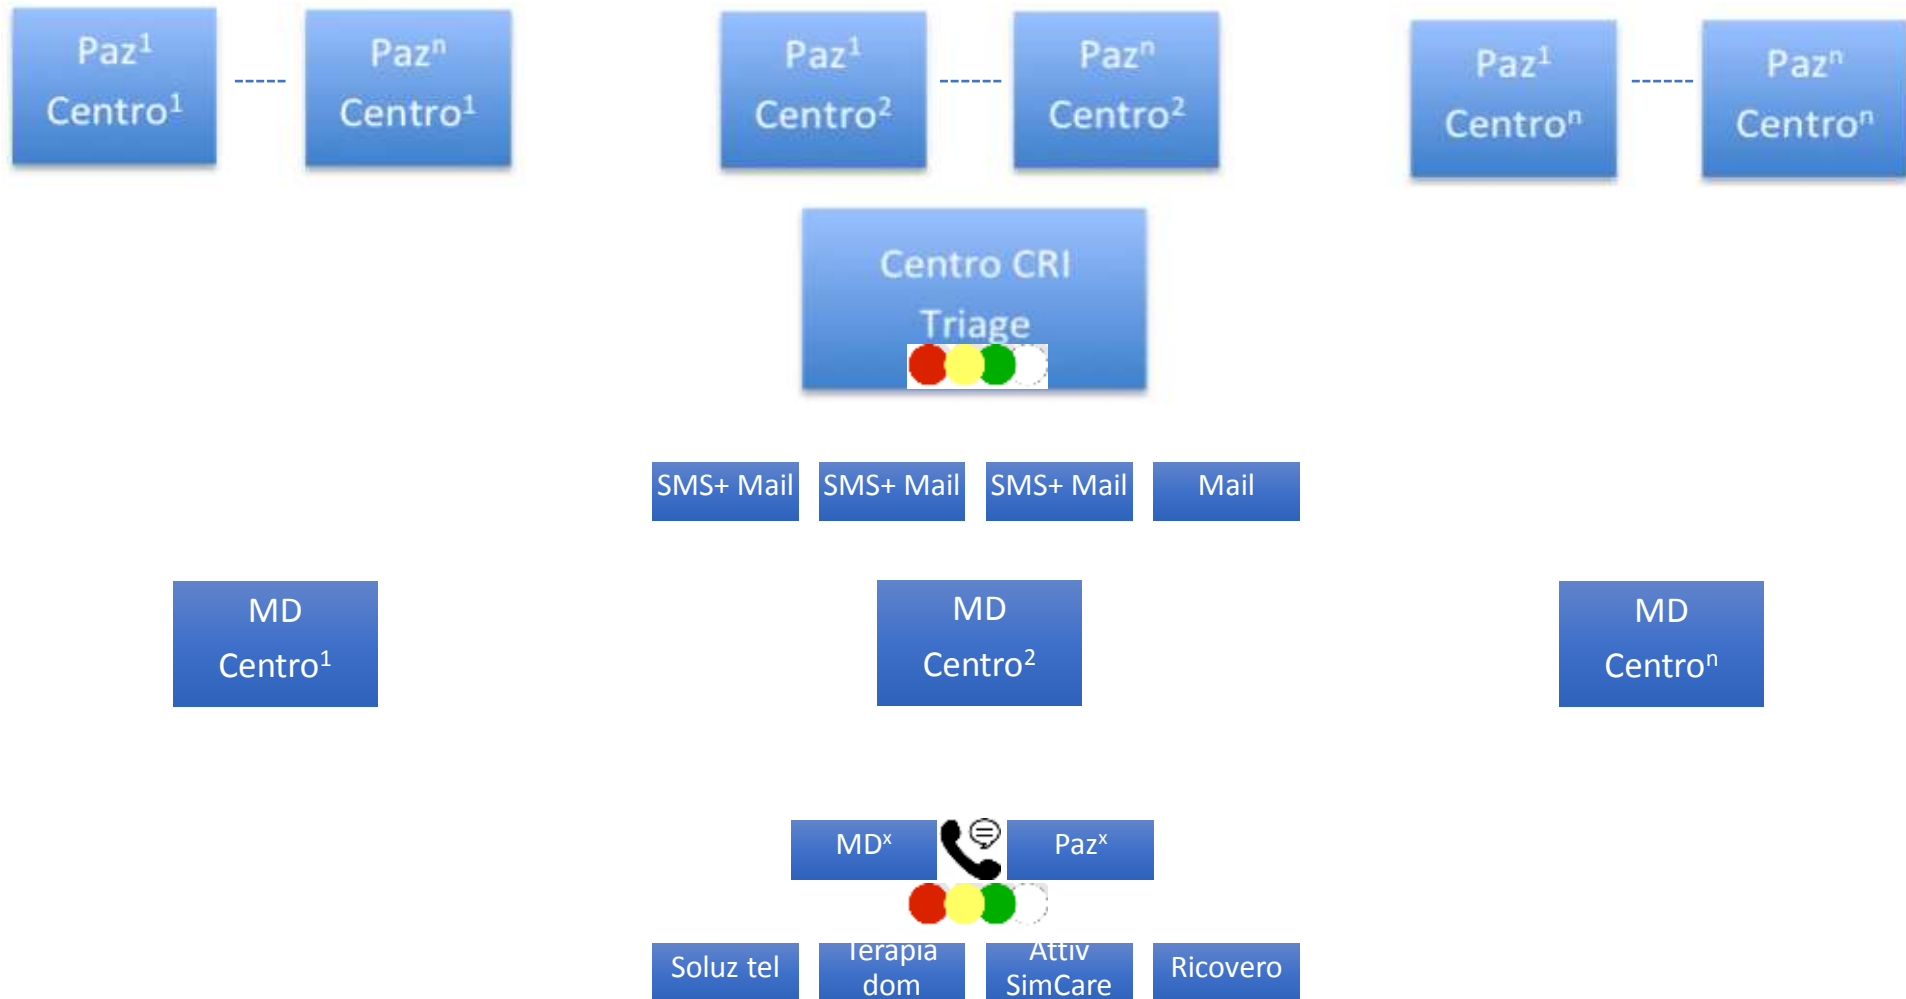 Paz¹
Centro¹
Pazⁿ
Centro¹
Paz¹
Centro²
Pazⁿ
Centro²
Paz¹
Centroⁿ
Pazⁿ
Centroⁿ
Centro CRI
Triage
SMS+ Mail
SMS+ Mail
SMS+ Mail
Mail
MD
Centro¹
MD
Centro²
MD
Centroⁿ
MDˣ
Pazˣ
Soluz tel
Terapia
dom
Attiv
SimCare
Ricovero